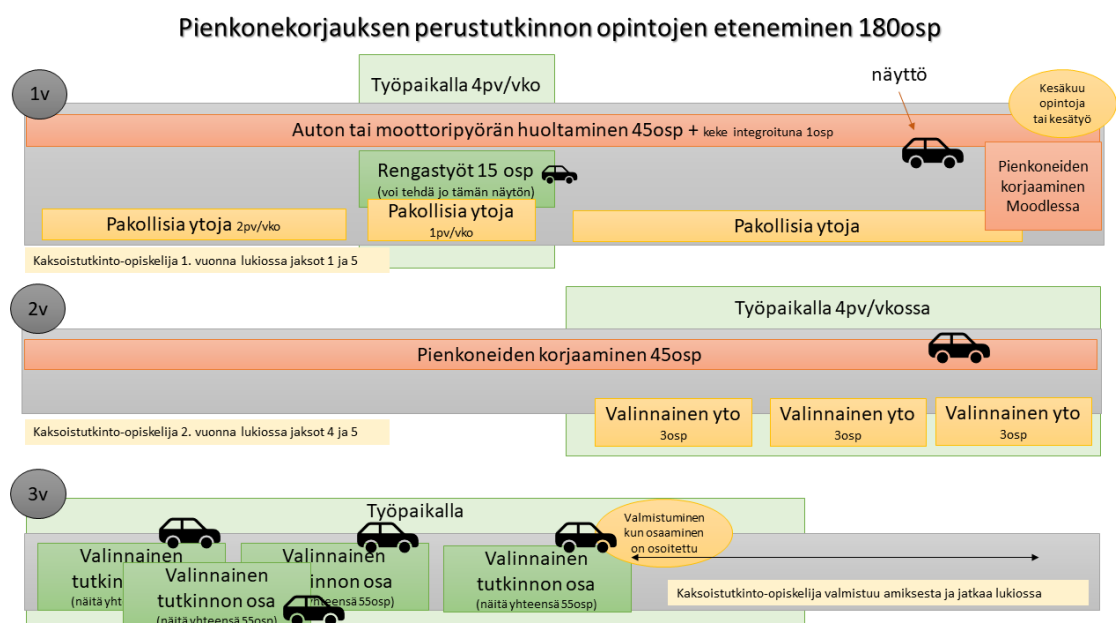 Pienkonekorjauksen perustutkinnon opintojen eteneminen 180osp
1v
Työpaikalla 4pv/vko
näyttö
Kesäkuu
opintoja
tai kesätyö
Auton tai moottoripyörän huoltaminen 45osp + keke integroituna 1osp
Rengastyöt 15 osp
(voi tehdä jo tämän näytön)
Pienkoneiden
korjaaminen
Moodlessa
Pakollisia ytoja 2pv/vko
Pakollisia ytoja
1pv/vko
Pakollisia ytoja
Kaksoistutkinto-opiskelija 1. vuonna lukiossa jaksot 1 ja 5
2v
Työpaikalla 4pv/vkossa
Pienkoneiden korjaaminen 45osp
Valinnainen yto
3osp
Valinnainen yto
3osp
Valinnainen yto
3osp
Kaksoistutkinto-opiskelija 2. vuonna lukiossa jaksot 4 ja 5
3v
Työpaikalla
Valmistuminen
kun osaaminen
on osoitettu
Valinnainen
(näitä
Valinnainen
tutkinnon osa
(näitä yhteensä 55osp)
Valinnainen
osa
55osp)
Valinnainen
tutkinnon osa
(näitä yhteensä 55osp)
Kaksoistutkinto-opiskelija valmistuu amiksesta ja jatkaa lukiossa